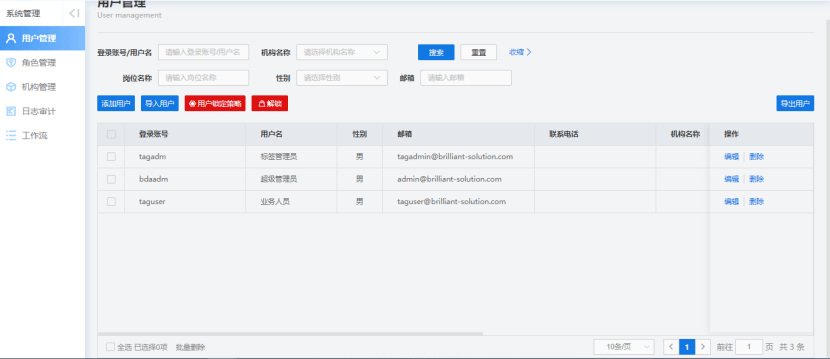 系统管理
用户管理
角色管理
机构管理
日志审计
工作流
用户管理
User management
登录账号/用户名 请输入登录账号/用户名 机构名称 请选择机构名称 搜索 重置 收缩
岗位名称 请输入岗位名称 性别 请选择性别 邮箱 请输入邮箱
添加用户 导入用户 用户锁定策略 解锁 导出用户
登录账号 用户名 性别 邮箱 联系电话 机构名称 操作
tagadm 标签管理员 男 tagadmin@brilliant-solution.com 编辑 删除
bdaadm 超级管理员 男 admin@brilliant-solution.com 编辑 删除
taguser 业务人员 男 taguser@brilliant-solution.com 编辑 删除
全选 已选择0项 批量删除 10条/页 1 前往 1 页 共 3 条